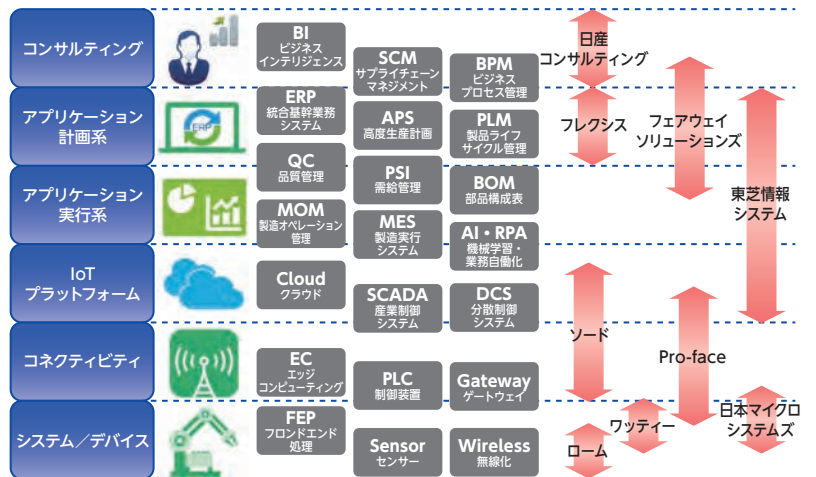 コンサルティング
アプリケーション
計画系
アプリケーション
実行系
IoT
プラットフォーム
コネクティビティ
システム／デバイス
ERP
BI
ビジネス
インテリジェンス
SCM
サプライチェーン
マネジメント
BPM
ビジネス
プロセス管理
ERP
統合基幹業務
システム
APS
高度生産計画
PLM
製品ライフ
サイクル管理
QC
品質管理
PSI
需給管理
BOM
部品構成表
MOM
製造オペレーション
管理
MES
製造実行
システム
AI・RPA
機械学習・
業務自働化
Cloud
クラウド
SCADA
産業制御
システム
DCS
分散制御
システム
EC
エッジ
コンピューティング
PLC
制御装置
Gateway
ゲートウェイ
FEP
フロンドエンド
処理
Sensor
センサー
Wireless
無線化
日産
コンサルティング
フレクシス
フェアウェイ
ソリューションズ
東芝情報
システム
ソード
Pro-face
ワッティー
日本マイクロ
システムズ
ローム